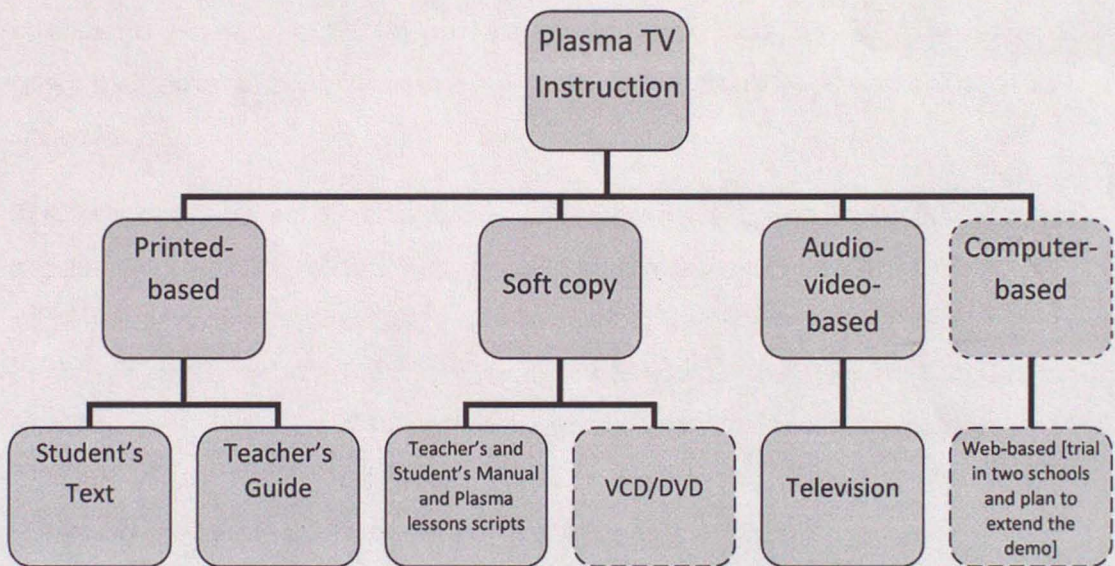 Plasma TV
Instruction
Printed-
based
Soft copy
Audio-
video-
based
Computer-
based
Student's
Text
Teacher's
Guide
Teacher's and
Student's Manual
and Plasma
lessons scripts
VCD/DVD
Television
Web-based [trial
in two schools
and plan to
extend the
demo]